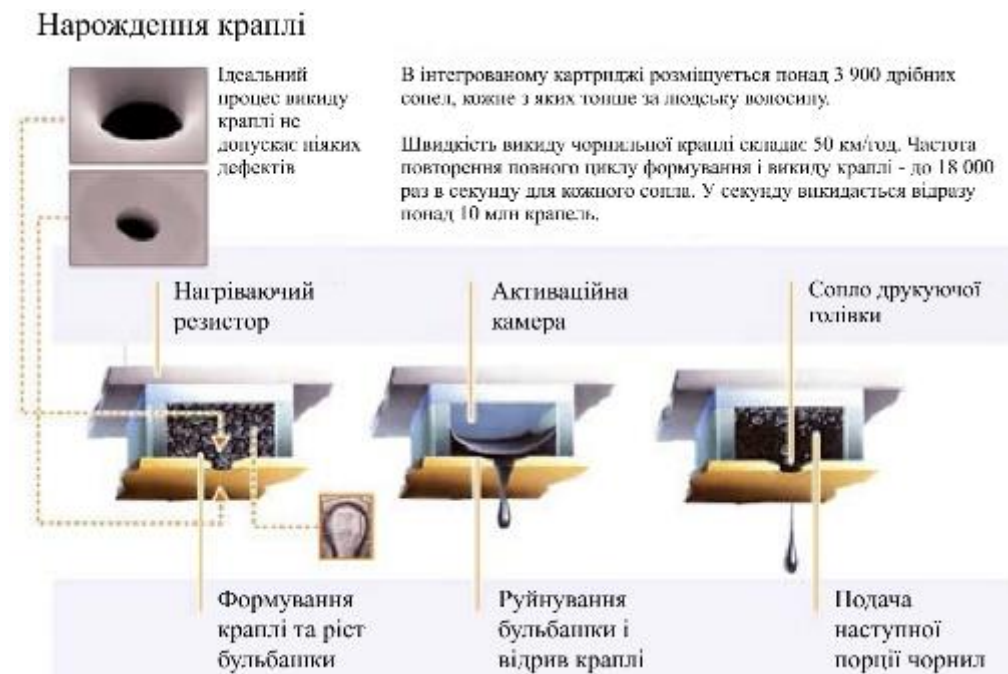 Нарождення краплі
Ідеальний
процес викиду
краплі не
допускає ніяких
дефектів
В інтегрованому картриджі розміщується понад 3 900 дрібних
сопел, кожне з яких тонше за людську волосину.
Швидкість викиду чорнильної краплі складає 50 км/год. Частота
повторення повного циклу формування і викиду краплі - до 18 000
раз в секунду для кожного сопла. У секунду викидається відразу
понад 10 млн крапель.
Нагріваючий
резистор
Активаційна
камера
Сопло друкуючої
голівки
Формування
краплі та ріст
бульбашки
Руйнування
бульбашки і
відрив краплі
Подача
наступної
порції чорнил